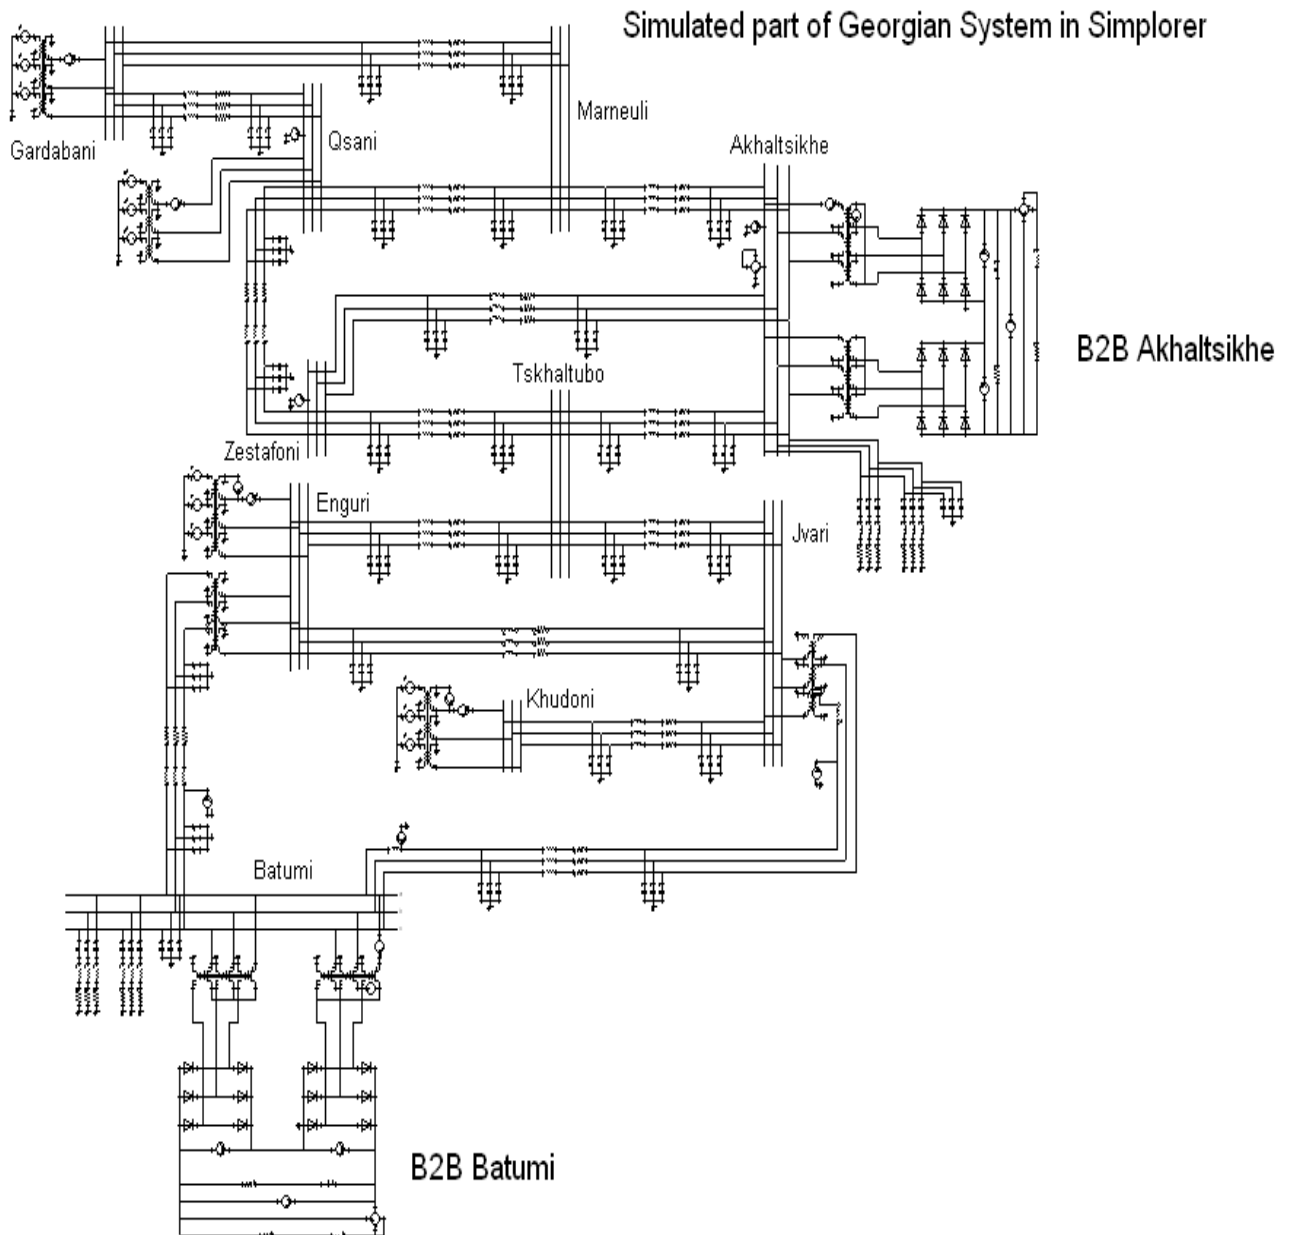 Simulated part of Georgian System in Simplorer
Marneuli
Gardabani
Qsani
Akhaltsikhe
B2B Akhaltsikhe
Tskhaltubo
Zestafoni
Enguri
Jvari
Khudoni
Batumi
B2B Batumi